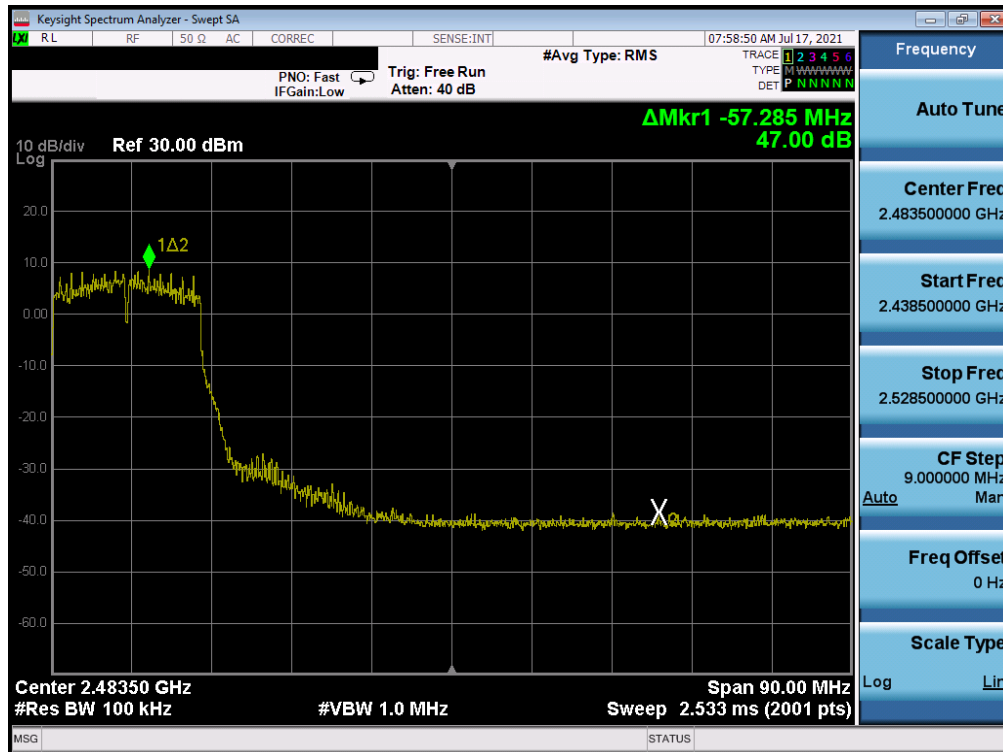 Keysight Spectrum Analyzer - Swept SA
LXI RL RF 50 Ω AC CORREC SENSE:INT 07:58:50 AM Jul 17, 2021
#Avg Type: RMS
TRACE 1 2 3 4 5 6
TYPE M WWWWW
DET P N N N N N
PNO: Fast
IFGain:Low
Trig: Free Run
Atten: 40 dB
ΔMkr1 -57.285 MHz
47.00 dB
10 dB/div Ref 30.00 dBm
Log
20.0
1Δ2
10.0
0.00
-10.0
-20.0
-30.0
-40.0
X
-50.0
-60.0
Center 2.48350 GHz
Span 90.00 MHz
#Res BW 100 kHz
#VBW 1.0 MHz
Sweep 2.533 ms (2001 pts)
MSG
STATUS
Frequency
Auto Tune
Center Freq
2.483500000 GHz
Start Freq
2.438500000 GHz
Stop Freq
2.528500000 GHz
CF Step
9.000000 MHz
Auto Man
Freq Offset
0 Hz
Scale Type
Log Lin